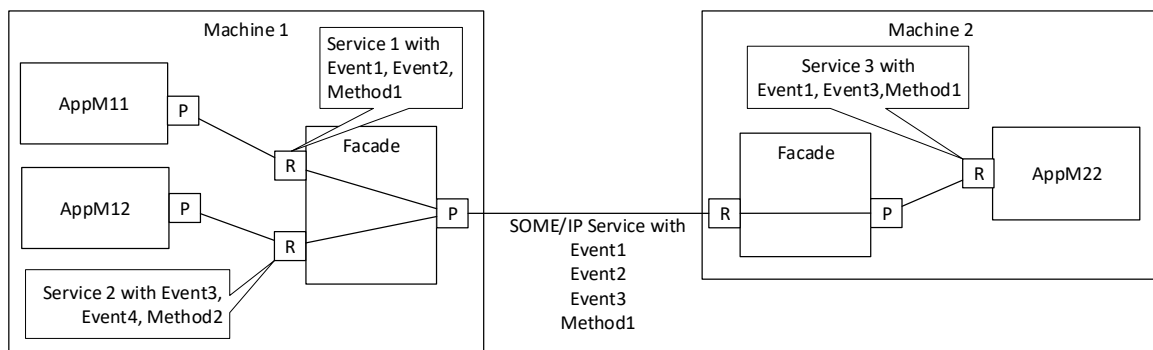 Machine 1
Service 1 with
Event1, Event2,
Method1
AppM11
P
R
Facade
AppM12
P
R
P
Service 2 with Event3,
Event4, Method2
SOME/IP Service with
Event1
Event2
Event3
Method1
Machine 2
Service 3 with
Event1, Event3,Method1
Facade
R
P
R
AppM22